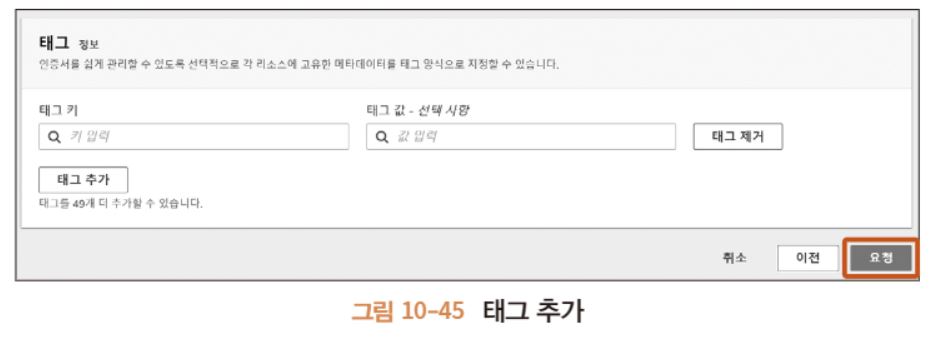 태그 정보
인증서를 쉽게 관리할 수 있도록 선택적으로 각 리소스에 고유한 메타데이터를 태그 양식으로 지정할 수 있습니다.
태그 키
태그 값 - 선택 사항
키 입력
값 입력
태그 제거
태그 추가
태그를 49개 더 추가할 수 있습니다.
취소
이전
요청
그림 10-45 태그 추가